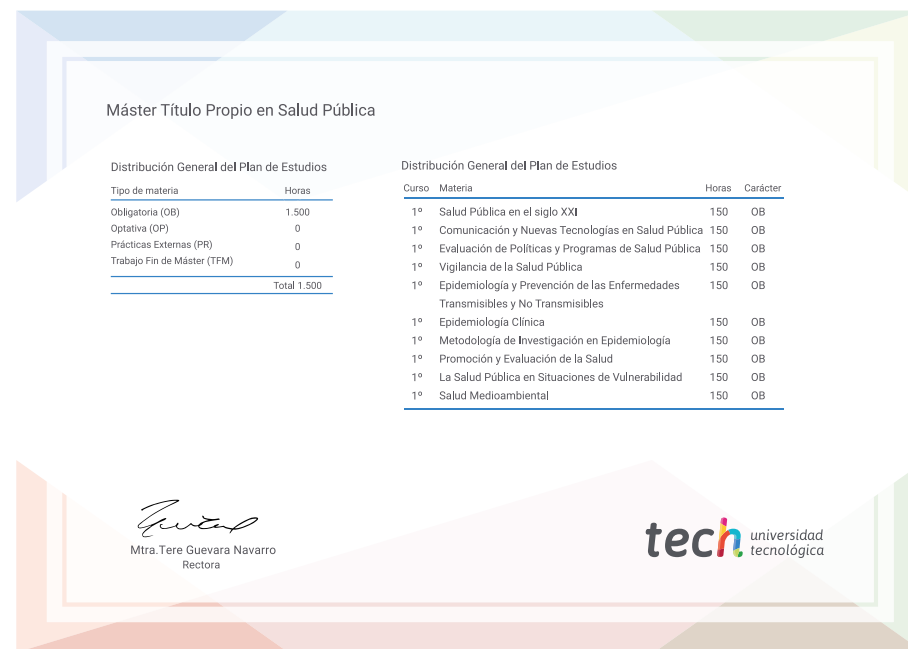 Máster Título Propio en Salud Pública
Distribución General del Plan de Estudios
Tipo de materia Horas
Obligatoria (OB) 1.500
Optativa (OP) 0
Prácticas Externas (PR) 0
Trabajo Fin de Máster (TFM) 0
Total 1.500
Distribución General del Plan de Estudios
Curso Materia Horas Carácter
1º Salud Pública en el siglo XXI 150 OB
1º Comunicación y Nuevas Tecnologías en Salud Pública 150 OB
1º Evaluación de Políticas y Programas de Salud Pública 150 OB
1º Vigilancia de la Salud Pública 150 OB
1º Epidemiología y Prevención de las Enfermedades 150 OB
Transmisibles y No Transmisibles
1º Epidemiología Clínica 150 OB
1º Metodología de Investigación en Epidemiología 150 OB
1º Promoción y Evaluación de la Salud 150 OB
1º La Salud Pública en Situaciones de Vulnerabilidad 150 OB
1º Salud Medioambiental 150 OB
Mtra.Tere Guevara Navarro
Rectora
tech universidad
tecnológica